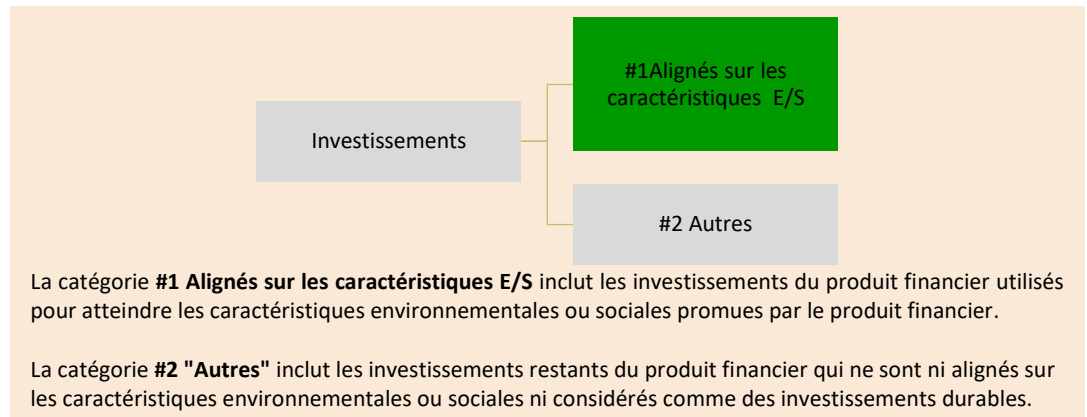 #1Alignés sur les
caractéristiques E/S
Investissements
#2 Autres
La catégorie #1 Alignés sur les caractéristiques E/S inclut les investissements du produit financier utilisés
pour atteindre les caractéristiques environnementales ou sociales promues par le produit financier.
La catégorie #2 "Autres" inclut les investissements restants du produit financier qui ne sont ni alignés sur
les caractéristiques environnementales ou sociales ni considérés comme des investissements durables.